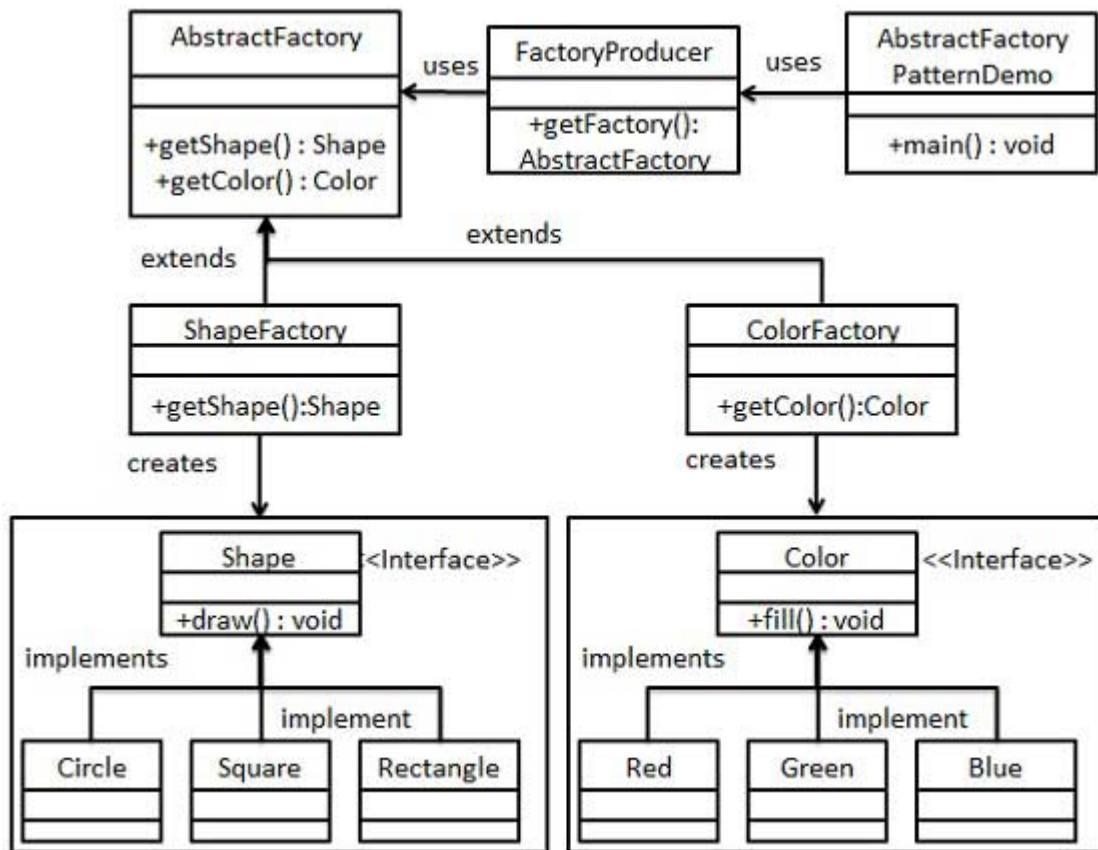 AbstractFactory
+getShape() : Shape
+getColor() : Color
uses
FactoryProducer
+getFactory():
AbstractFactory
uses
AbstractFactory
PatternDemo
+main() : void
extends
extends
ShapeFactory
+getShape():Shape
ColorFactory
+getColor():Color
creates
creates
Shape
<<Interface>>
+draw() : void
implements
implement
Circle
Square
Rectangle
Color
<<Interface>>
+fill() : void
implements
implement
Red
Green
Blue